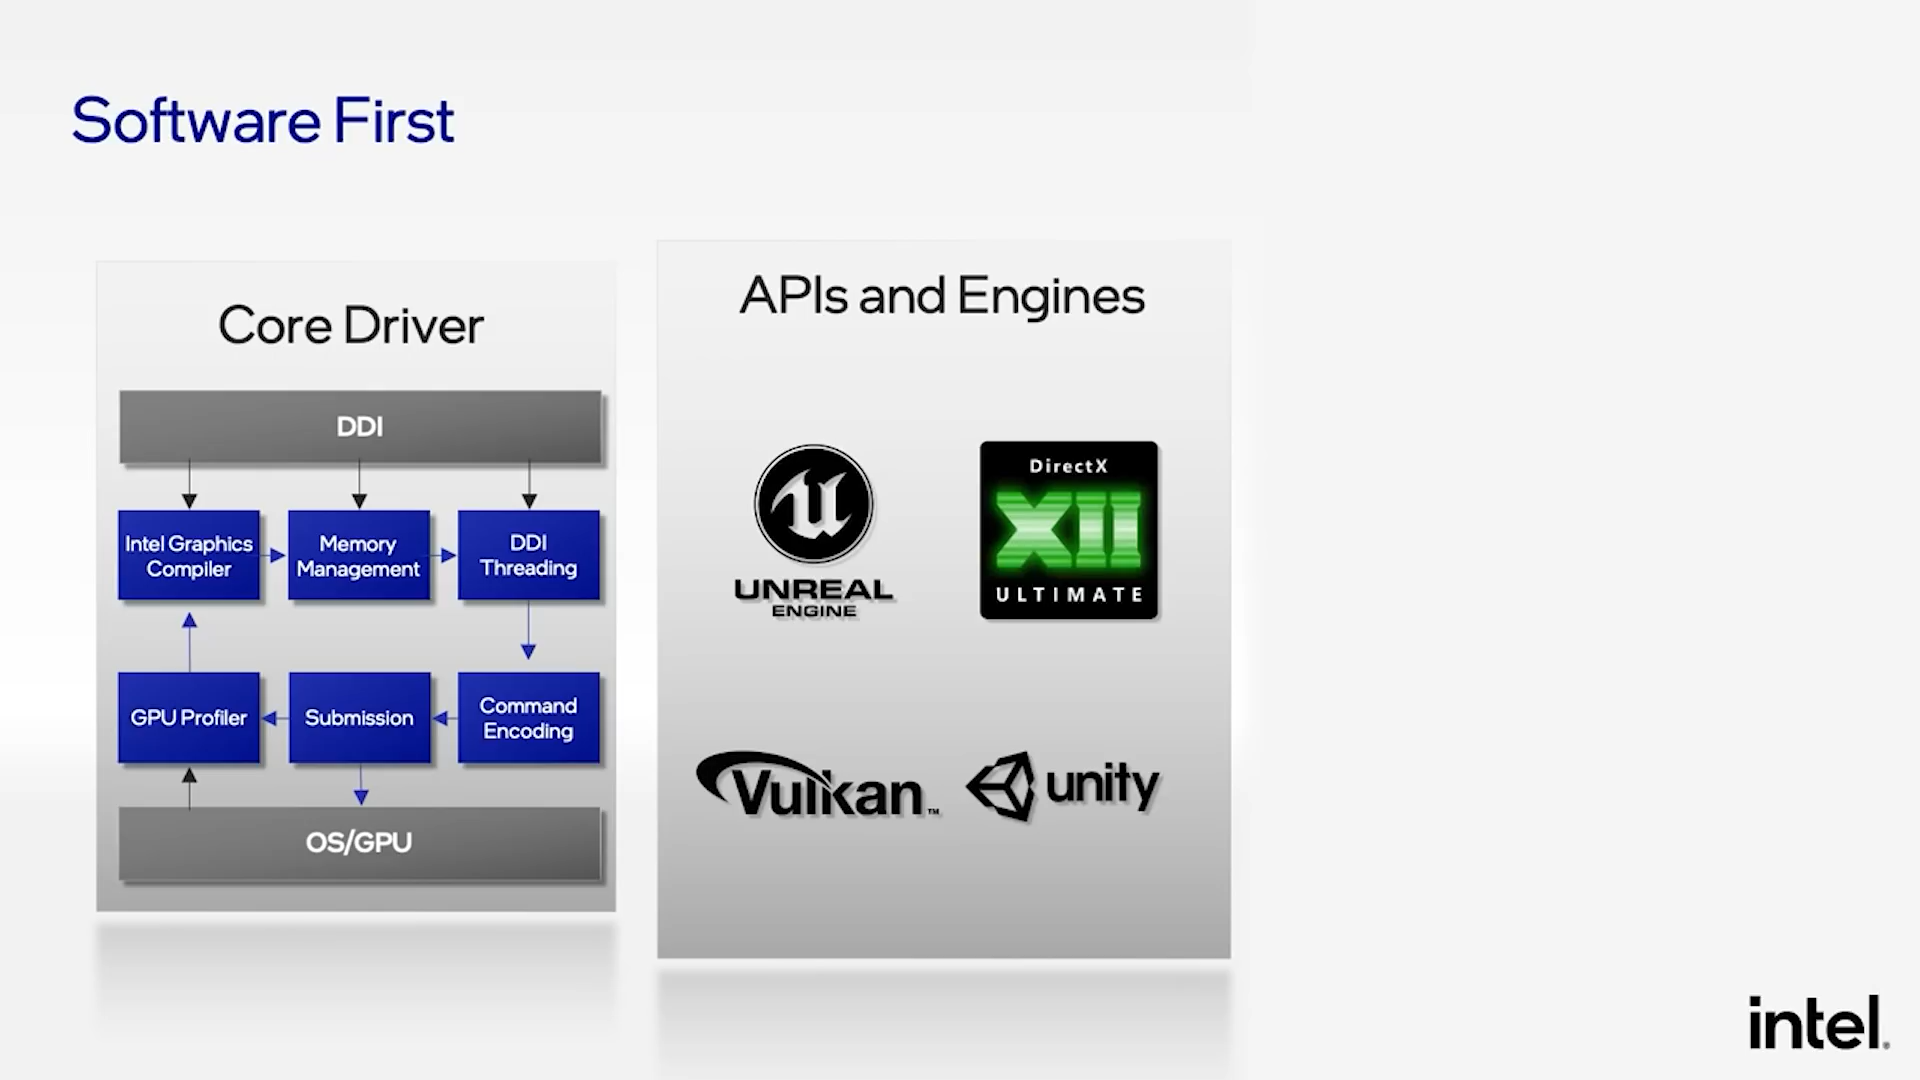 Software First
Core Driver
DDI
Intel Graphics
Compiler
Memory
Management
DDI
Threading
GPU Profiler
Submission
Command
Encoding
OS/GPU
APIs and Engines
UNREAL
ENGINE
DirectX
XII
ULTIMATE
Vulkan™
unity
intel.